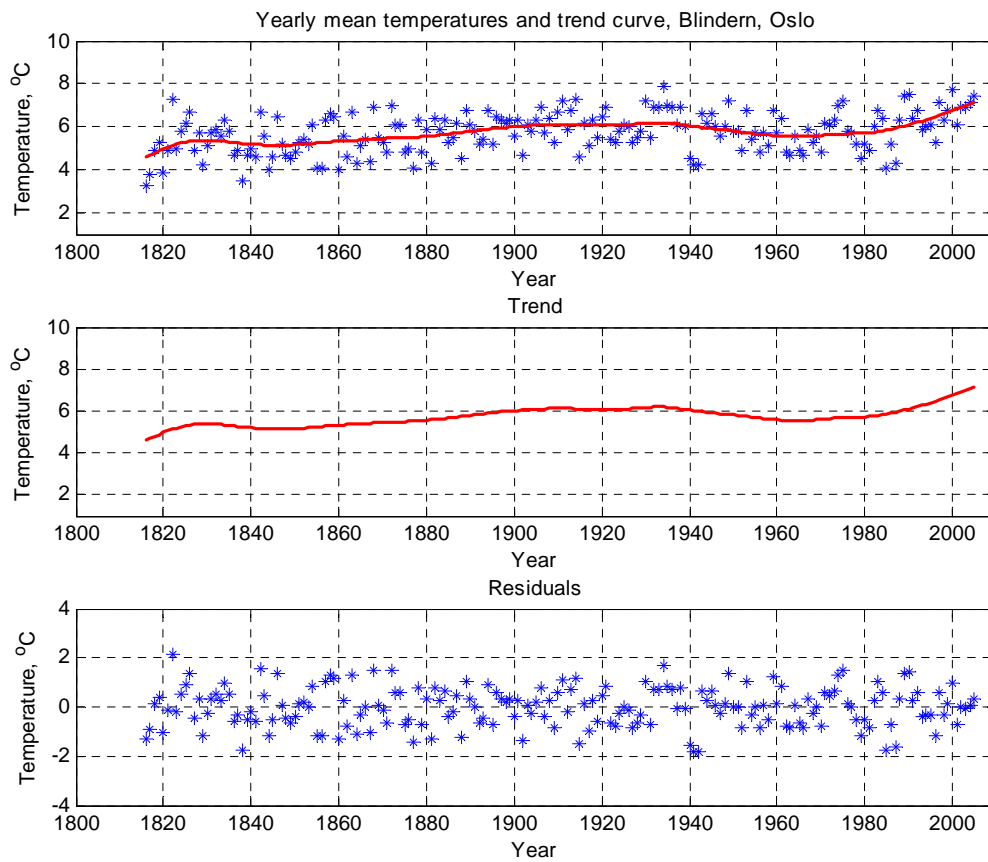 Yearly mean temperatures and trend curve, Blindern, Oslo
10
8
6
4
2
Temperature, °C
1800 1820 1840 1860 1880 1900 1920 1940 1960 1980 2000
Year
Trend
10
8
6
4
2
Temperature, °C
1800 1820 1840 1860 1880 1900 1920 1940 1960 1980 2000
Year
Residuals
4
2
0
-2
-4
Temperature, °C
1800 1820 1840 1860 1880 1900 1920 1940 1960 1980 2000
Year